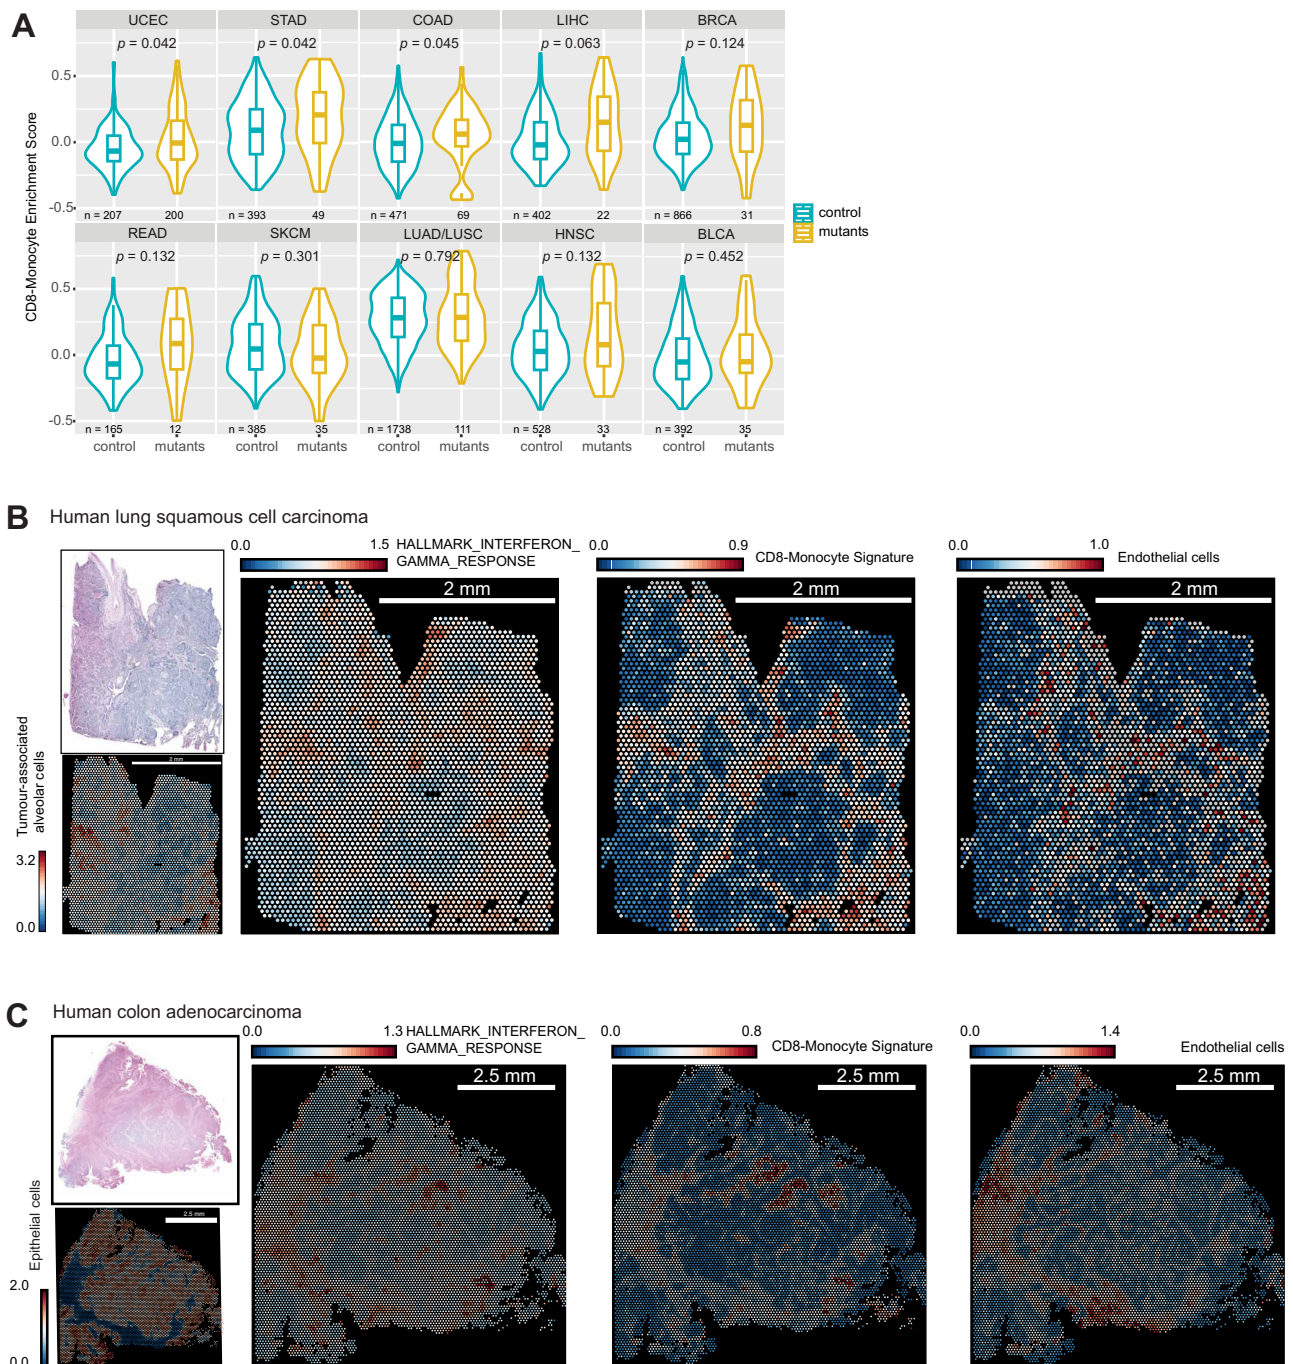 A
UCEC STAD COAD LIHC BRCA
p = 0.042 p = 0.042 p = 0.045 p = 0.063 p = 0.124
CD8-Monocyte Enrichment Score
0.5
0.0
-0.5
n = 207 200 n = 393 49 n = 471 69 n = 402 22 n = 866 31
control
mutants
READ SKCM LUAD/LUSC HNSC BLCA
p = 0.132 p = 0.301 p = 0.792 p = 0.132 p = 0.452
0.5
0.0
-0.5
n = 165 12 n = 385 35 n = 1738 111 n = 528 33 n = 392 35
control mutants control mutants control mutants control mutants control mutants
B Human lung squamous cell carcinoma
0.0 1.5 HALLMARK_INTERFERON_
GAMMA_RESPONSE
0.0 0.9 CD8-Monocyte Signature
0.0 1.0 Endothelial cells
2 mm 2 mm 2 mm
Tumour-associated
alveolar cells
3.2
0.0
2 mm
C Human colon adenocarcinoma
0.0 1.3 HALLMARK_INTERFERON_
GAMMA_RESPONSE
0.0 0.8 CD8-Monocyte Signature
0.0 1.4 Endothelial cells
2.5 mm 2.5 mm 2.5 mm
Epithelial cells
2.0
0.0
2.5 mm